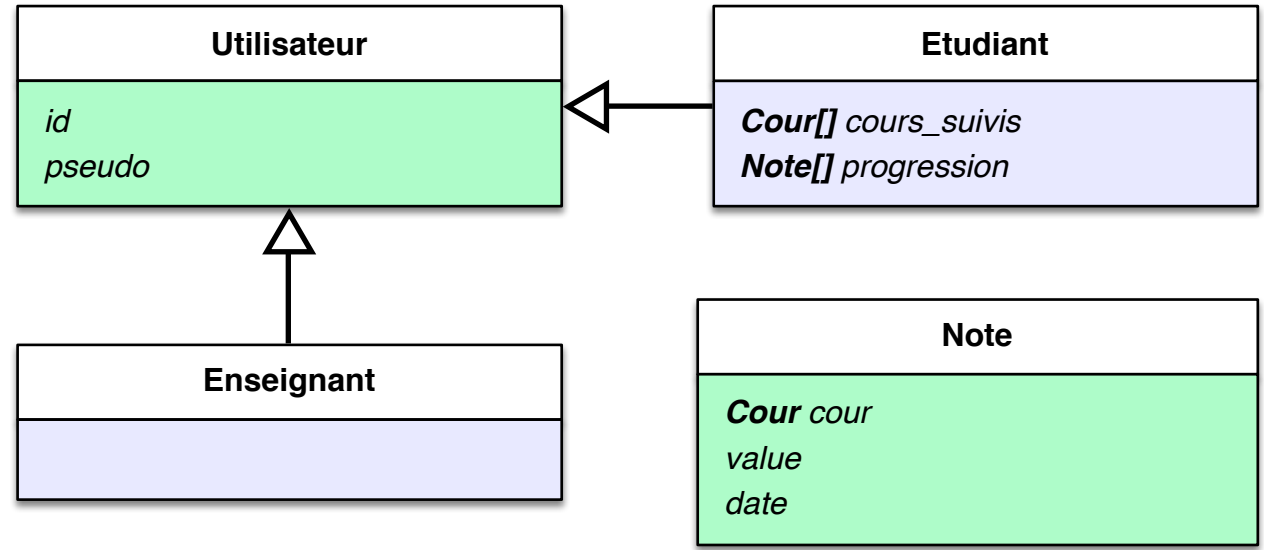 Utilisateur
id
pseudo
Etudiant
Cour[] cours_suivis
Note[] progression
Enseignant
Note
Cour cour
value
date